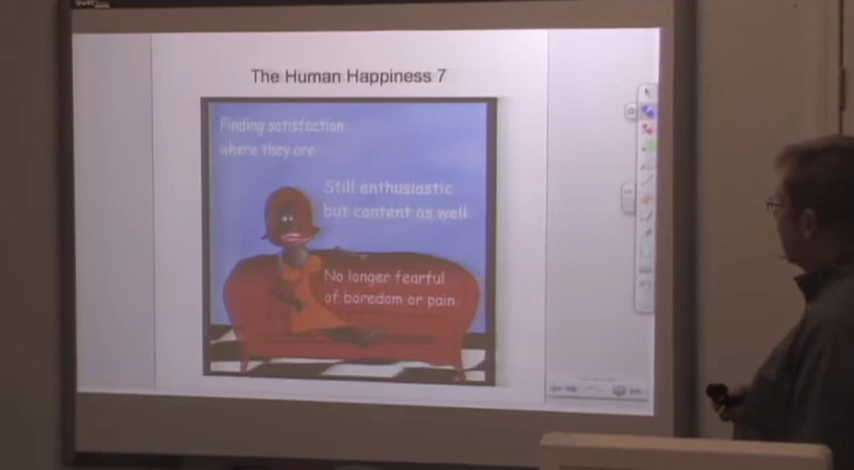 The Human Happiness 7
Finding satisfaction
where they are
Still enthusiastic
but content as well
No longer fearful
of boredom or pain